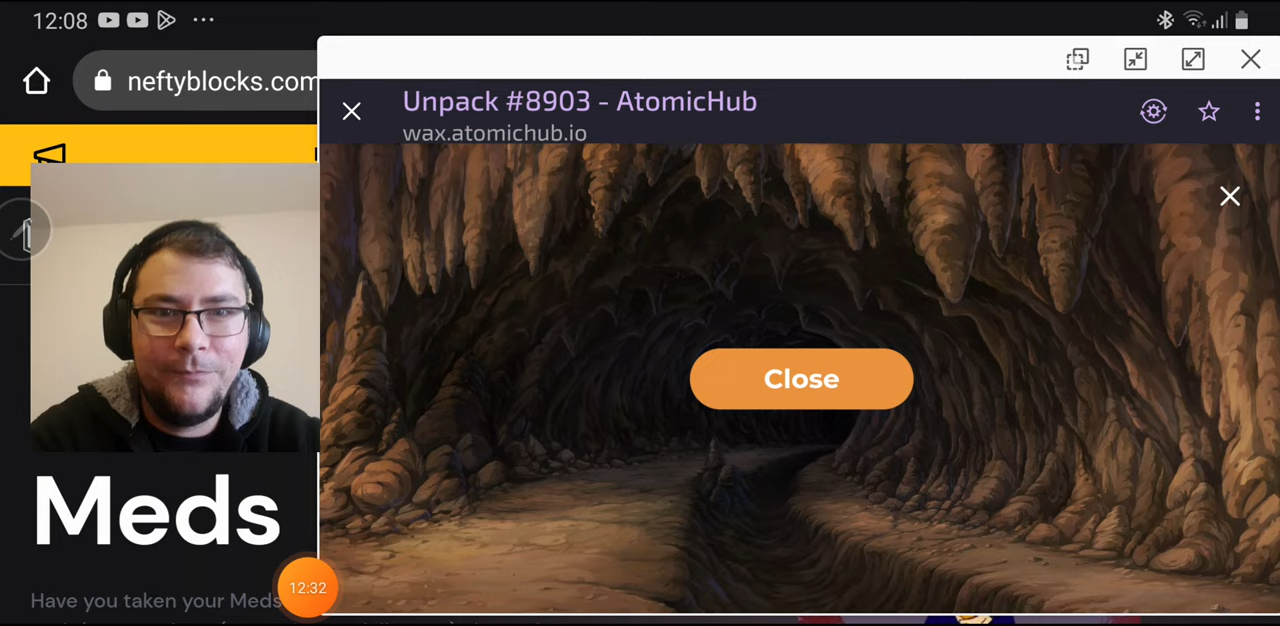 12:08
neftyblocks.com
Unpack #8903 - AtomicHub
wax.atomichub.io
Close
Meds
Have you taken your Meds
12:32